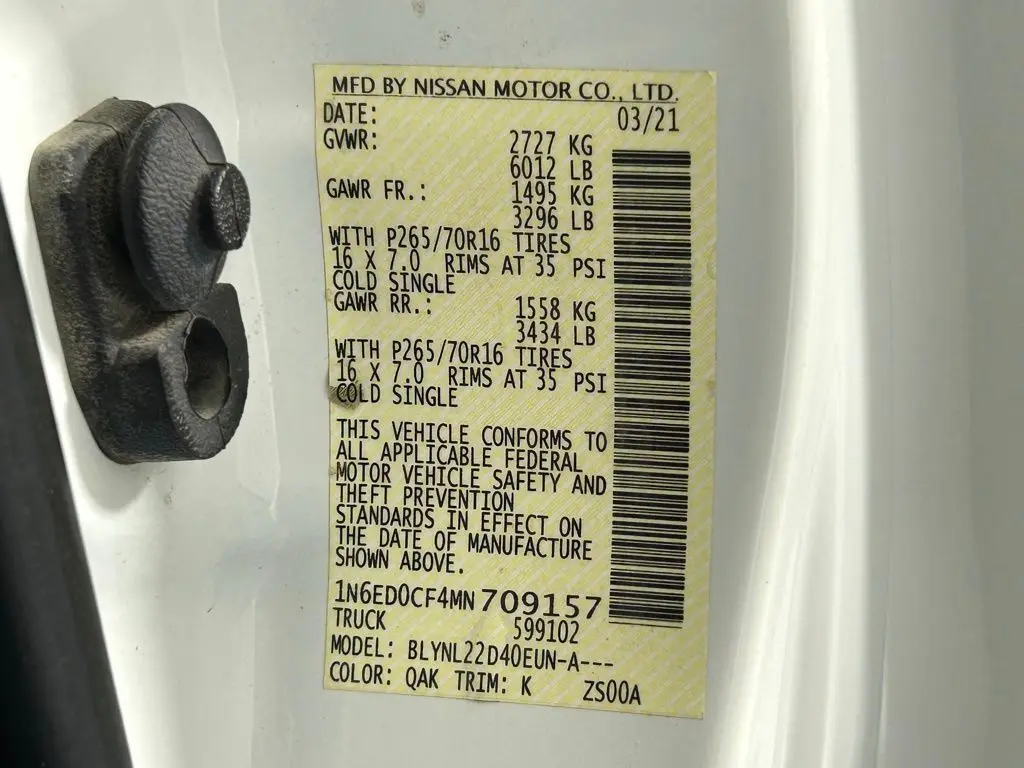 MFD BY NISSAN MOTOR CO., LTD.
DATE: 03/21
GVWR: 2727 KG
6012 LB
GAWR FR.: 1495 KG
3296 LB
WITH P265/70R16 TIRES
16 X 7.0 RIMS AT 35 PSI
COLD SINGLE
GAWR RR.: 1558 KG
3434 LB
WITH P265/70R16 TIRES
16 X 7.0 RIMS AT 35 PSI
COLD SINGLE
THIS VEHICLE CONFORMS TO
ALL APPLICABLE FEDERAL
MOTOR VEHICLE SAFETY AND
THEFT PREVENTION
STANDARDS IN EFFECT ON
THE DATE OF MANUFACTURE
SHOWN ABOVE.
1N6ED0CF4MN709157
TRUCK 599102
MODEL: BLYNL22D40EUN-A---
COLOR: QAK TRIM: K ZS00A